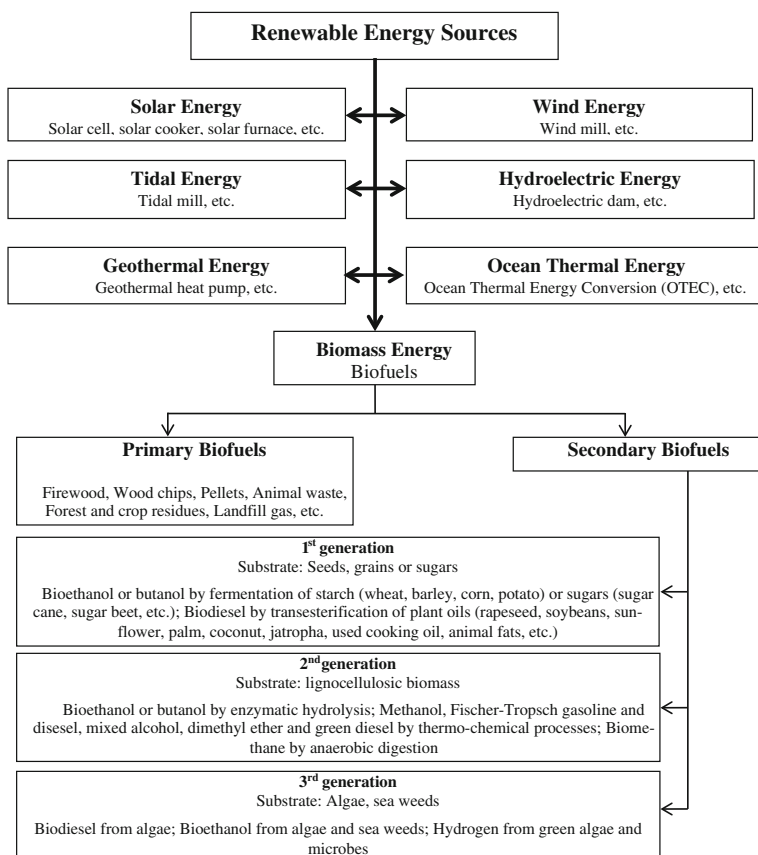 Renewable Energy Sources
Solar Energy
Solar cell, solar cooker, solar furnace, etc.
Wind Energy
Wind mill, etc.
Tidal Energy
Tidal mill, etc.
Hydroelectric Energy
Hydroelectric dam, etc.
Geothermal Energy
Geothermal heat pump, etc.
Ocean Thermal Energy
Ocean Thermal Energy Conversion (OTEC), etc.
Biomass Energy
Biofuels
Primary Biofuels
Firewood, Wood chips, Pellets, Animal waste,
Forest and crop residues, Landfill gas, etc.
Secondary Biofuels
1st generation
Substrate: Seeds, grains or sugars
Bioethanol or butanol by fermentation of starch (wheat, barley, corn, potato) or sugars (sugar
cane, sugar beet, etc.); Biodiesel by transesterification of plant oils (rapeseed, soybeans, sun-
flower, palm, coconut, jatropha, used cooking oil, animal fats, etc.)
2nd generation
Substrate: lignocellulosic biomass
Bioethanol or butanol by enzymatic hydrolysis; Methanol, Fischer-Tropsch gasoline and
disesel, mixed alcohol, dimethyl ether and green diesel by thermo-chemical processes; Biome-
thane by anaerobic digestion
3rd generation
Substrate: Algae, sea weeds
Biodiesel from algae; Bioethanol from algae and sea weeds; Hydrogen from green algae and
microbes